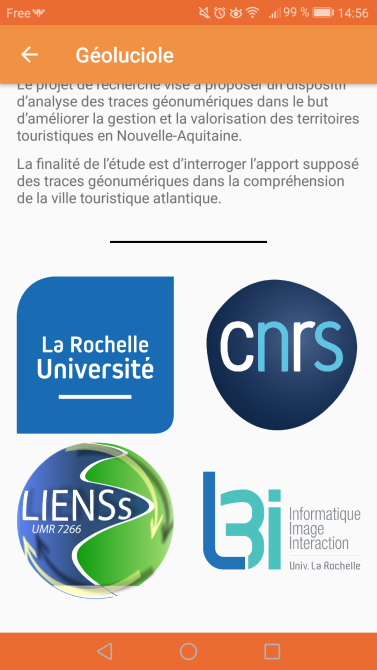 Free 99 % 14:56
Géoluciole
Le projet de recherche vise à proposer un dispositif
d'analyse des traces géonumériques dans le but
d'améliorer la gestion et la valorisation des territoires
touristiques en Nouvelle-Aquitaine.
La finalité de l'étude est d'interroger l'apport supposé
des traces géonumériques dans la compréhension
de la ville touristique atlantique.
La Rochelle
Université
cnrs
LIENSs
UMR 7266
L3i
Informatique
Image
Interaction
Univ. La Rochelle